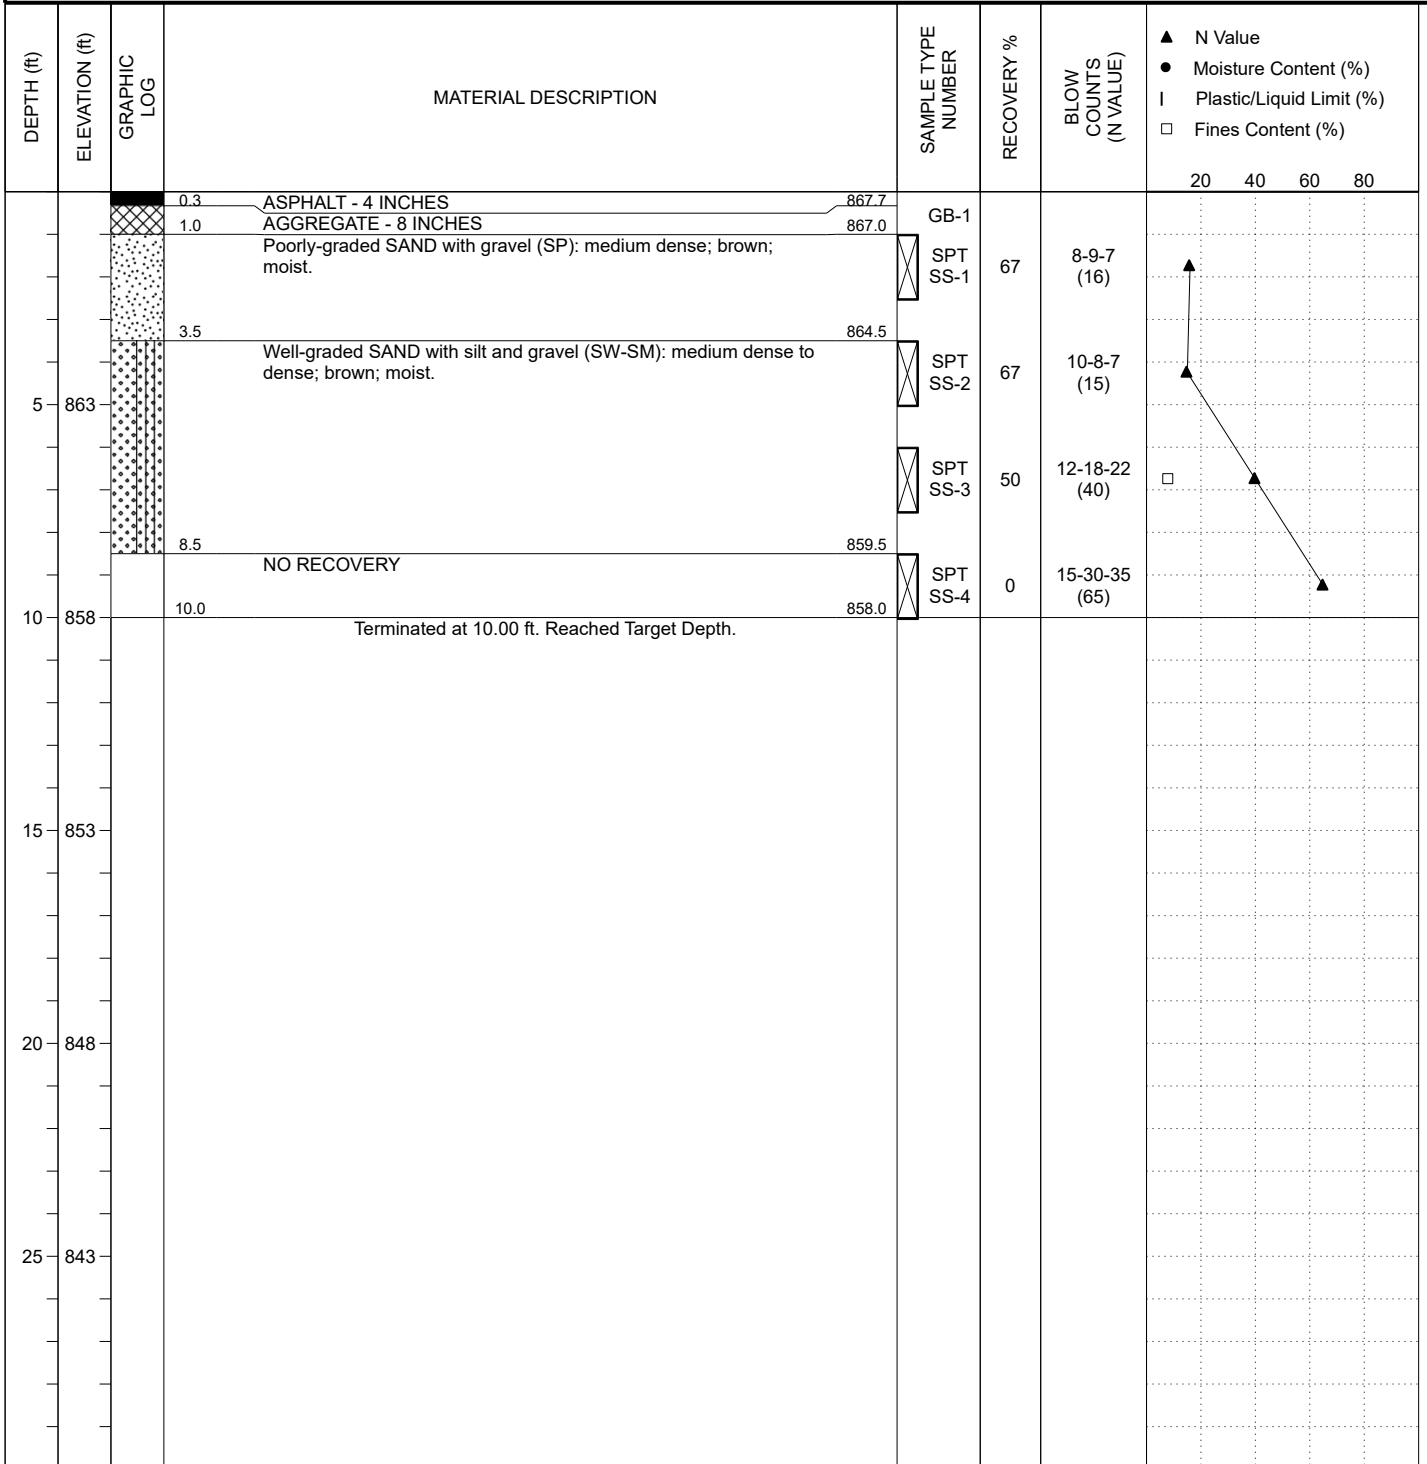 DEPTH (ft)
ELEVATION (ft)
GRAPHIC
LOG
MATERIAL DESCRIPTION
SAMPLE TYPE
NUMBER
RECOVERY %
BLOW
COUNTS
(N VALUE)
▲ N Value
● Moisture Content (%)
| Plastic/Liquid Limit (%)
□ Fines Content (%)
20 40 60 80
0.3 ASPHALT - 4 INCHES 867.7
GB-1
1.0 AGGREGATE - 8 INCHES 867.0
Poorly-graded SAND with gravel (SP): medium dense; brown;
moist.
SPT
SS-1
67
8-9-7
(16)
3.5 864.5
Well-graded SAND with silt and gravel (SW-SM): medium dense to
dense; brown; moist.
SPT
SS-2
67
10-8-7
(15)
5 863
SPT
SS-3
50
12-18-22
(40)
8.5 859.5
NO RECOVERY
SPT
SS-4
0
15-30-35
(65)
10.0 858.0
10 858
Terminated at 10.00 ft. Reached Target Depth.
15 853
20 848
25 843